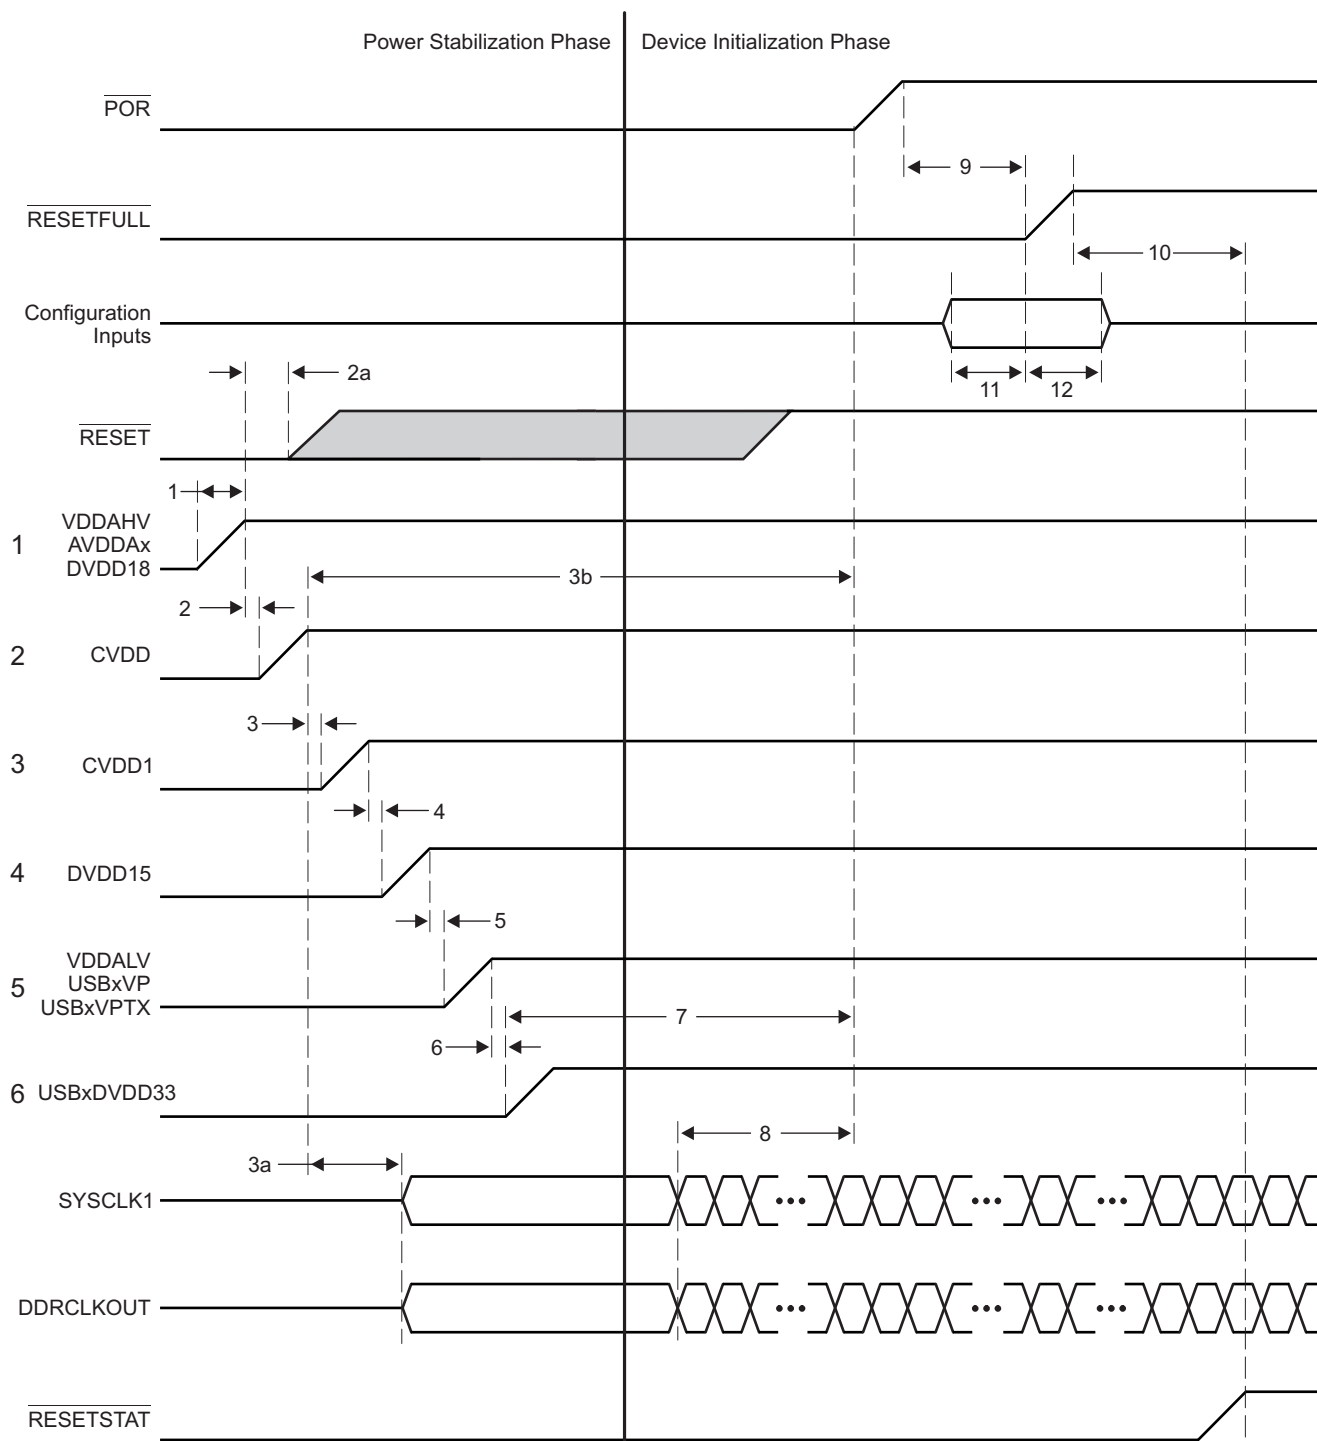 Power Stabilization Phase
Device Initialization Phase
POR
9
RESETFULL
10
Configuration
Inputs
11
12
2a
RESET
1
1
VDDAHV
AVDDAx
DVDD18
3b
2
2
CVDD
3
3
CVDD1
4
4
DVDD15
5
5
VDDALV
USBxVP
USBxVPTX
7
6
6
USBxDVDD33
8
3a
SYSCLK1
DDRCLKOUT
RESETSTAT